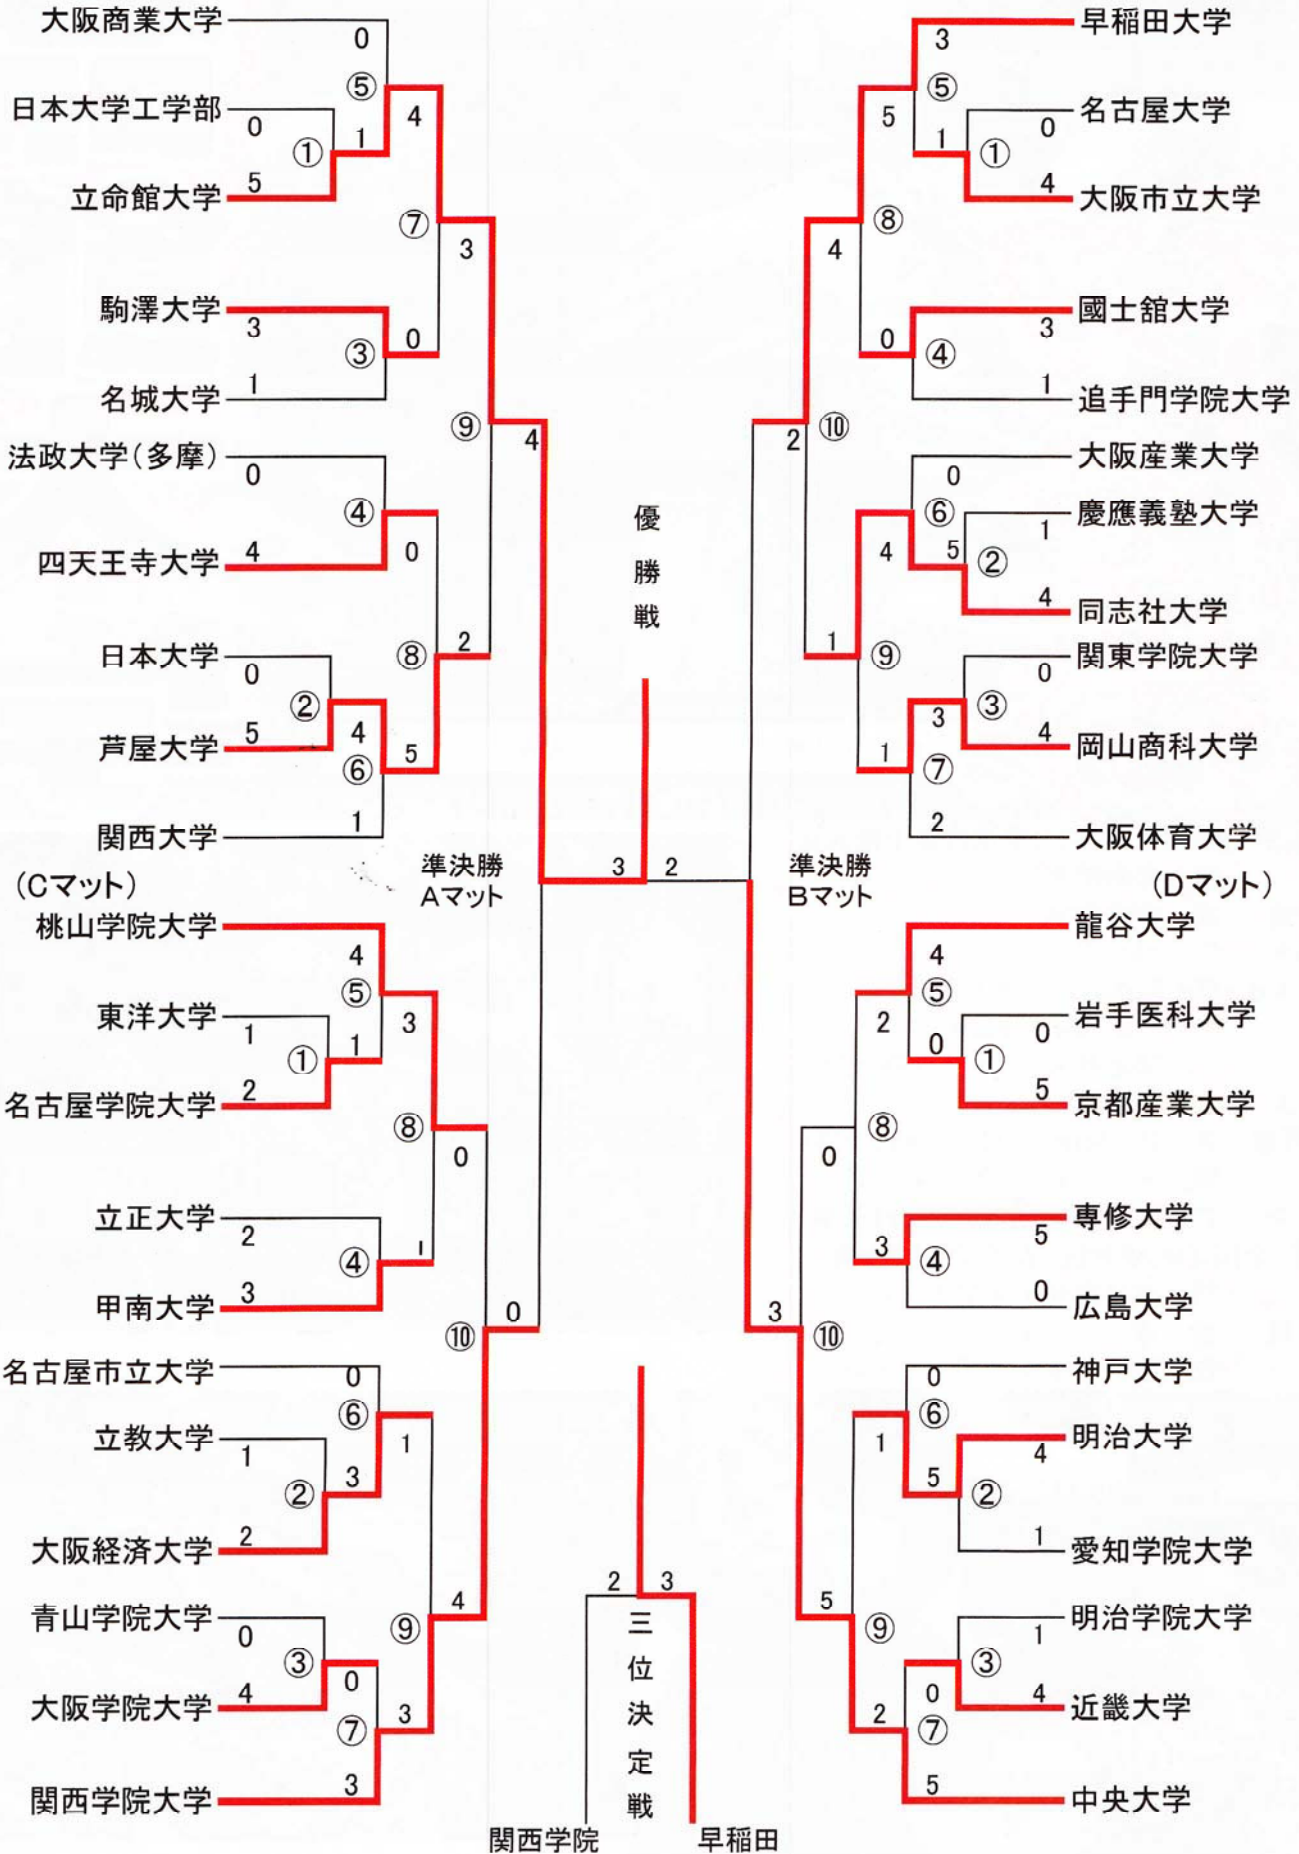 大阪商業大学
0
⑤
日本大学工学部
0
①
1
4
立命館大学
5
⑦
3
駒澤大学
3
③
0
名城大学
1
⑨
4
法政大学(多摩)
0
④
0
四天王寺大学
4
日本大学
0
②
⑧
2
芦屋大学
5
4
⑥
5
関西大学
1
(Cマット)
準決勝
Aマット
桃山学院大学
4
⑤
3
東洋大学
1
①
1
名古屋学院大学
2
⑧
0
立正大学
2
④
1
甲南大学
3
⑩
0
名古屋市立大学
0
⑥
1
立教大学
1
②
3
大阪経済大学
2
青山学院大学
0
③
0
⑨
4
大阪学院大学
4
⑦
3
関西学院大学
3
優勝戦
3
2
三位決定戦
2
3
関西学院
早稲田
早稲田大学
3
⑤
5
名古屋大学
0
1
①
大阪市立大学
4
⑧
4
國士舘大学
3
0
④
追手門学院大学
1
⑩
2
大阪産業大学
0
⑥
4
慶應義塾大学
1
5
②
同志社大学
4
1
⑨
関東学院大学
0
3
③
岡山商科大学
4
1
⑦
大阪体育大学
2
準決勝
Bマット
(Dマット)
龍谷大学
4
⑤
2
岩手医科大学
0
0
①
京都産業大学
5
⑧
0
専修大学
5
3
④
広島大学
0
3
⑩
神戸大学
0
⑥
1
明治大学
4
5
②
愛知学院大学
1
5
⑨
明治学院大学
1
③
0
近畿大学
4
2
⑦
中央大学
5